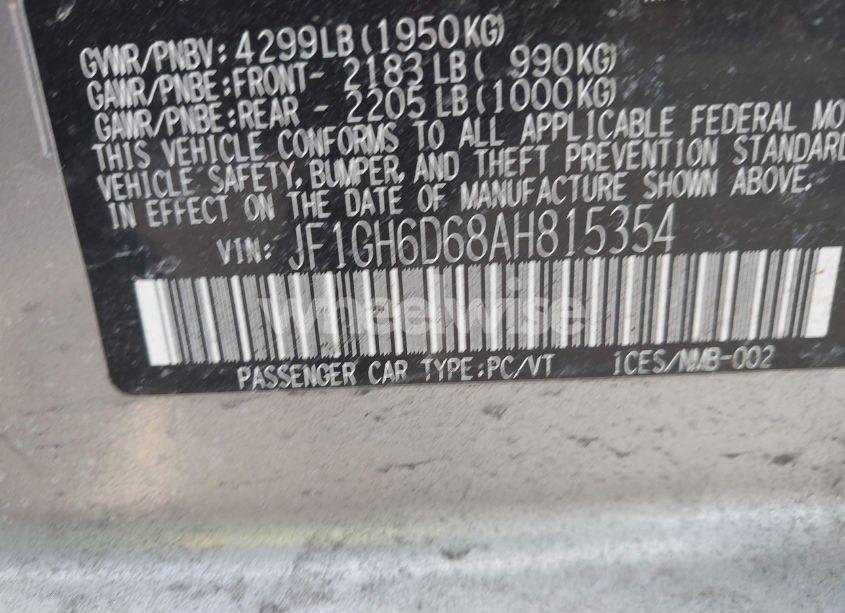 GVWR/PNBV: 4299LB(1950KG)
GAWR/PNBE:FRONT- 2183 LB( 990KG)
GAWR/PNBE:REAR - 2205 LB(1000KG)
THIS VEHICLE CONFORMS TO ALL APPLICABLE FEDERAL MO
VEHICLE SAFETY, BUMPER, AND THEFT PREVENTION STANDARD
IN EFFECT ON THE DATE OF MANUFACTURE SHOWN ABOVE.
VIN: JF1GH6D68AH815354
wheelwise
PASSENGER CAR TYPE:PC/VT iCES/NMB-002